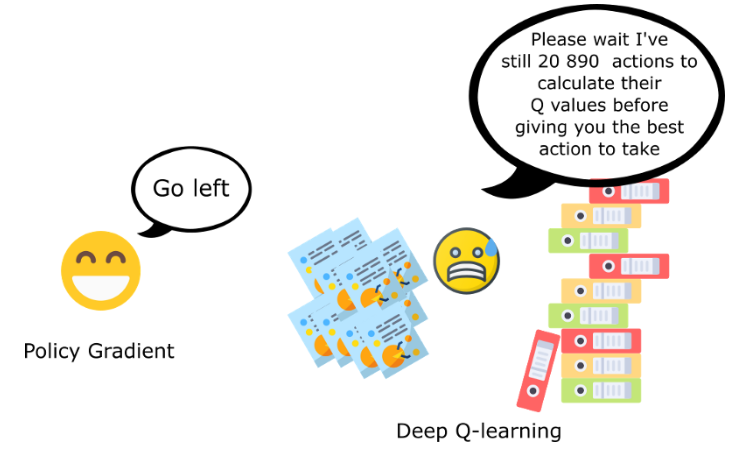 Please wait I've
still 20 890 actions to
calculate their
Q values before
giving you the best
action to take
Go left
Policy Gradient
Deep Q-learning